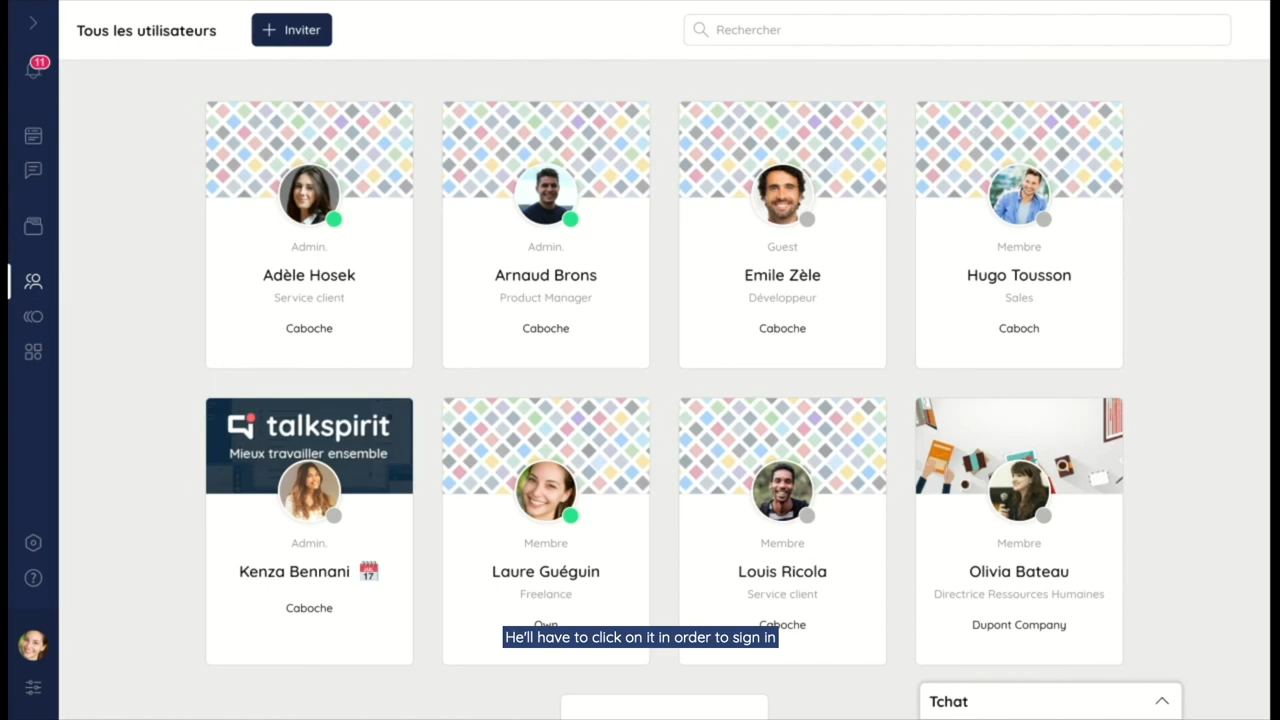 Tous les utilisateurs
Inviter
Rechercher
11
Admin.
Adèle Hosek
Service client
Caboche
Admin.
Arnaud Brons
Product Manager
Caboche
Guest
Emile Zèle
Développeur
Caboche
Membre
Hugo Tousson
Sales
Caboch
talkspirit
Mieux travailler ensemble
Admin.
Kenza Bennani
17
Caboche
Membre
Laure Guéguin
Freelance
Own
Membre
Louis Ricola
Service client
Caboche
Membre
Olivia Bateau
Directrice Ressources Humaines
Dupont Company
He'll have to click on it in order to sign in
Tchat